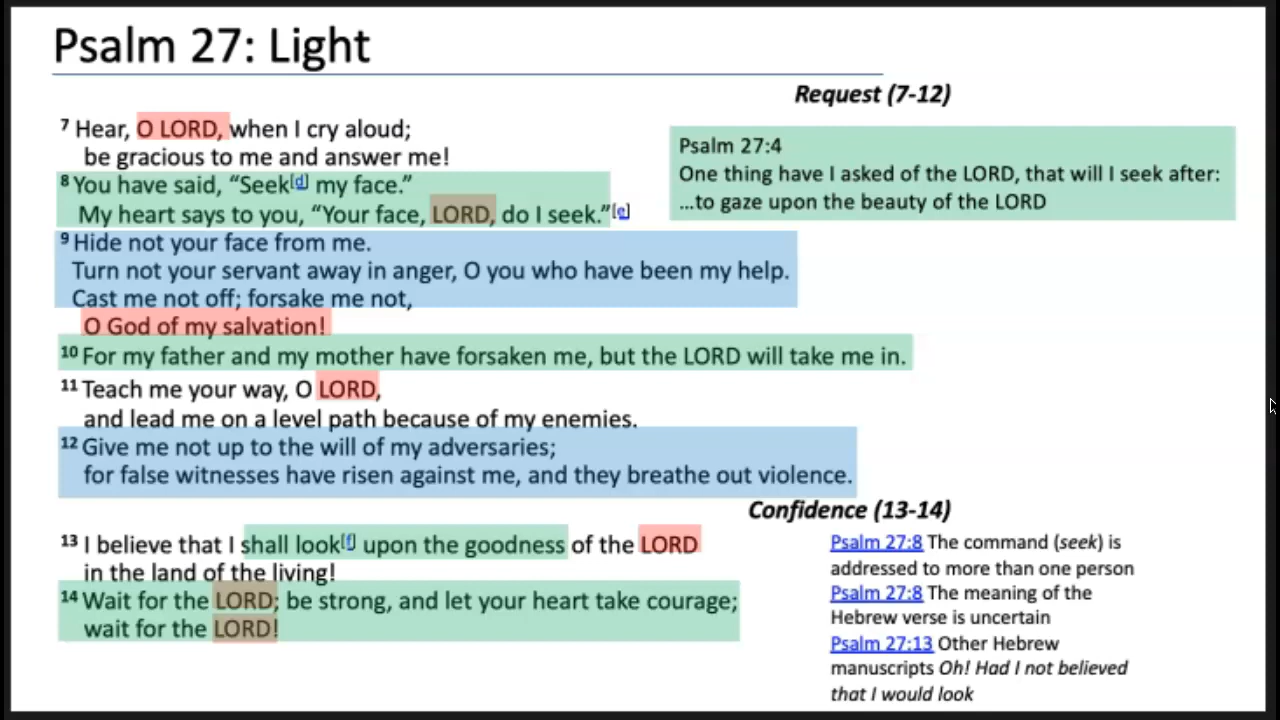 Psalm 27: Light
Request (7-12)
7 Hear, O LORD, when I cry aloud;
be gracious to me and answer me!
8 You have said, “Seek[d] my face.”
My heart says to you, “Your face, LORD, do I seek.”[e]
Psalm 27:4
One thing have I asked of the LORD, that will I seek after:
...to gaze upon the beauty of the LORD
9 Hide not your face from me.
Turn not your servant away in anger, O you who have been my help.
Cast me not off; forsake me not,
O God of my salvation!
10 For my father and my mother have forsaken me, but the LORD will take me in.
11 Teach me your way, O LORD,
and lead me on a level path because of my enemies.
12 Give me not up to the will of my adversaries;
for false witnesses have risen against me, and they breathe out violence.
Confidence (13-14)
13 I believe that I shall look[f] upon the goodness of the LORD
in the land of the living!
14 Wait for the LORD; be strong, and let your heart take courage;
wait for the LORD!
Psalm 27:8 The command (seek) is
addressed to more than one person
Psalm 27:8 The meaning of the
Hebrew verse is uncertain
Psalm 27:13 Other Hebrew
manuscripts Oh! Had I not believed
that I would look